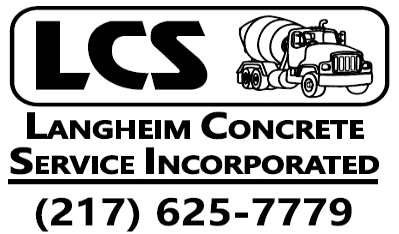 LCS
LANGHEIM CONCRETE
SERVICE INCORPORATED
(217) 625-7779